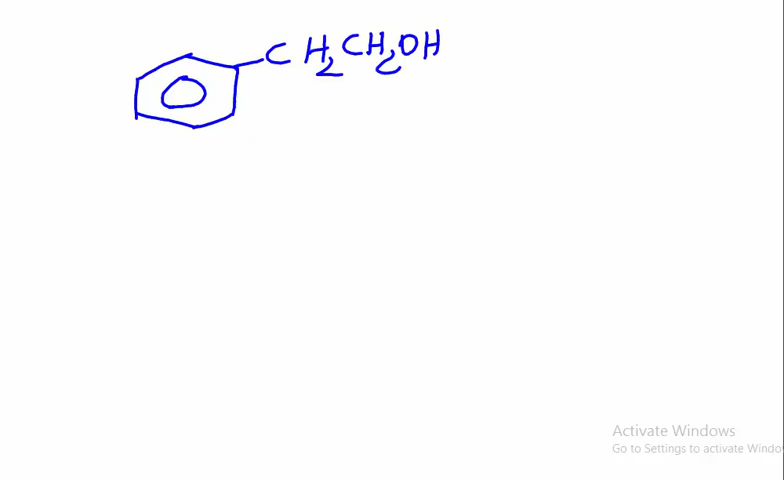 CH₂CH₂OH
Activate Windows
Go to Settings to activate Windo